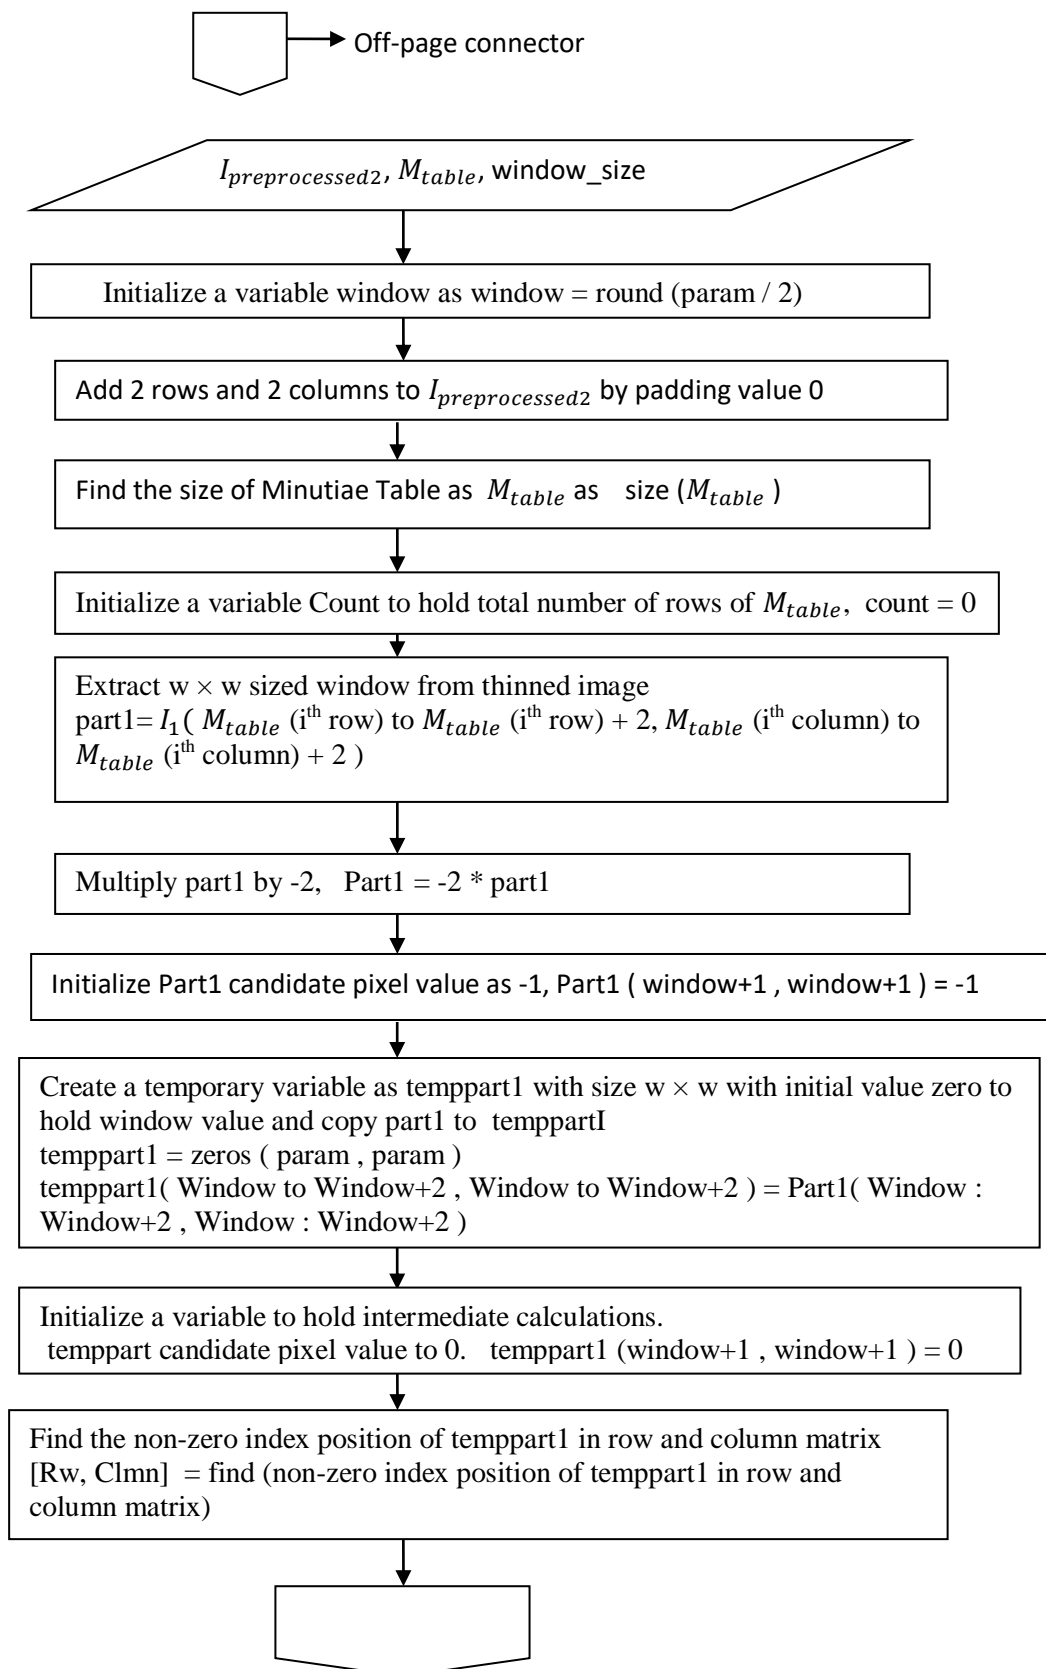 Off-page connector
I_preprocessed2, M_table, window_size
Initialize a variable window as window = round (param / 2)
Add 2 rows and 2 columns to I_preprocessed2 by padding value 0
Find the size of Minutiae Table as M_table as size (M_table )
Initialize a variable Count to hold total number of rows of M_table, count = 0
Extract w × w sized window from thinned image
part1= I_1( M_table (i^th row) to M_table (i^th row) + 2, M_table (i^th column) to
M_table (i^th column) + 2 )
Multiply part1 by -2, Part1 = -2 * part1
Initialize Part1 candidate pixel value as -1, Part1 ( window+1 , window+1 ) = -1
Create a temporary variable as temppart1 with size w × w with initial value zero to
hold window value and copy part1 to temppartI
temppart1 = zeros ( param , param )
temppart1( Window to Window+2 , Window to Window+2 ) = Part1( Window :
Window+2 , Window : Window+2 )
Initialize a variable to hold intermediate calculations.
temppart candidate pixel value to 0. temppart1 (window+1 , window+1 ) = 0
Find the non-zero index position of temppart1 in row and column matrix
[Rw, Clmn] = find (non-zero index position of temppart1 in row and
column matrix)